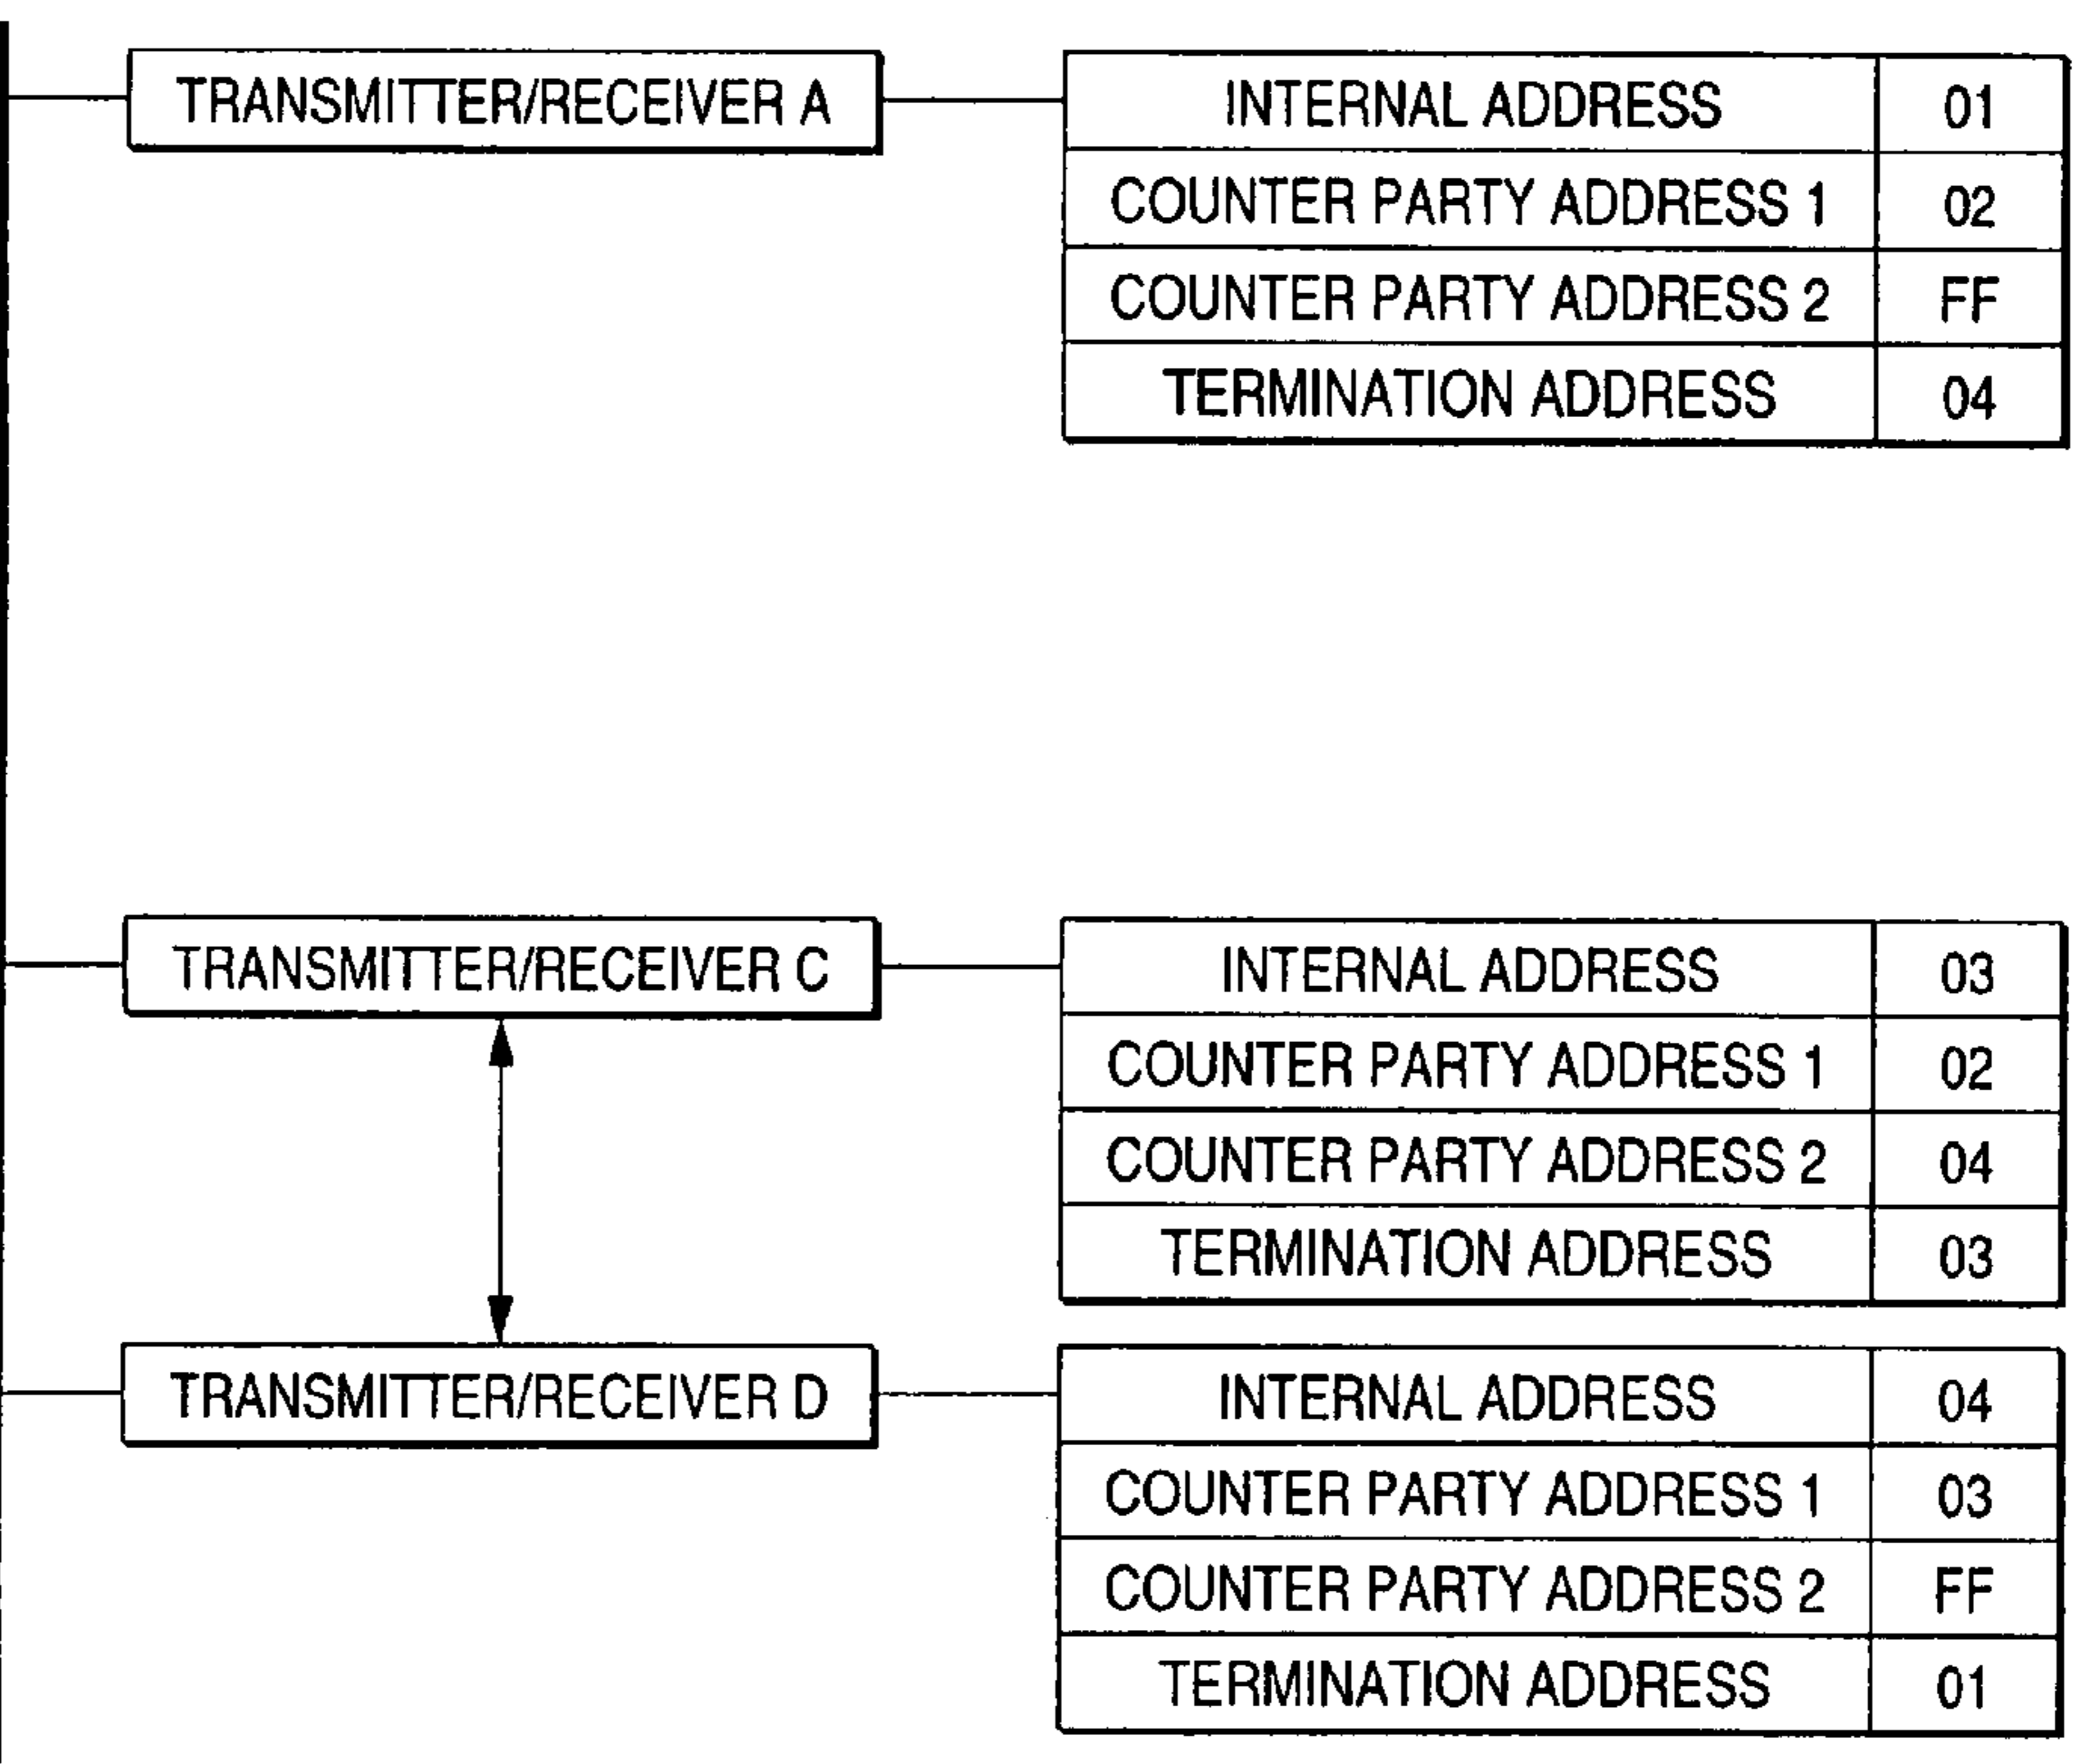 TRANSMITTER/RECEIVER A
INTERNAL ADDRESS 01
COUNTER PARTY ADDRESS 1 02
COUNTER PARTY ADDRESS 2 FF
TERMINATION ADDRESS 04
TRANSMITTER/RECEIVER C
INTERNAL ADDRESS 03
COUNTER PARTY ADDRESS 1 02
COUNTER PARTY ADDRESS 2 04
TERMINATION ADDRESS 03
TRANSMITTER/RECEIVER D
INTERNAL ADDRESS 04
COUNTER PARTY ADDRESS 1 03
COUNTER PARTY ADDRESS 2 FF
TERMINATION ADDRESS 01